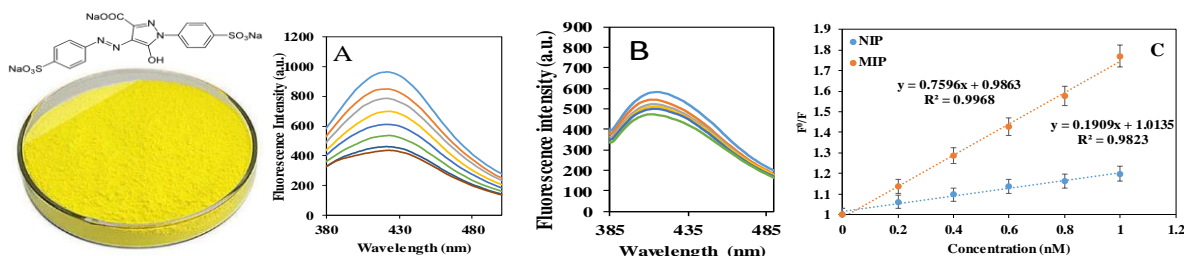 NaOOC
N
N
N
N
SO₃Na
NaO₃S
OH
A
Fluorescence Intensity (a.u.)
1200
1000
800
600
400
200
0
380
430
480
Wavelength (nm)
B
Fluorescence intensity (a.u.)
900
800
700
600
500
400
300
200
100
0
385
435
485
Wavelength (nm)
C
NIP
MIP
y = 0.7596x + 0.9863
R² = 0.9968
y = 0.1909x + 1.0135
R² = 0.9823
F⁰/F
1.9
1.8
1.7
1.6
1.5
1.4
1.3
1.2
1.1
1
0
0.2
0.4
0.6
0.8
1
1.2
Concentration (nM)